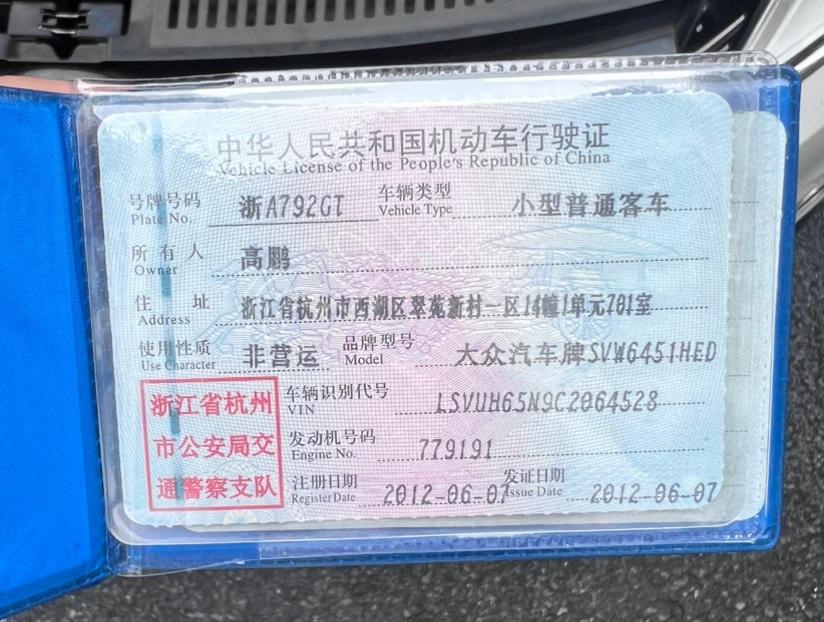 中华人民共和国机动车行驶证
Vehicle License of the People's Republic of China
号牌号码 Plate No. 浙A792GT 车辆类型 Vehicle Type 小型普通客车
所有人 Owner 高鹏
住址 Address 浙江省杭州市西湖区翠苑新村一区14幢1单元701室
使用性质 Use Character 非营运 品牌型号 Model 大众汽车牌SVW6451HED
车辆识别代号 VIN LSVUH65N9C2064528
发动机号码 Engine No. 779191
注册日期 Register Date 2012-06-07 发证日期 Issue Date 2012-06-07
浙江省杭州
市公安局交
通警察支队